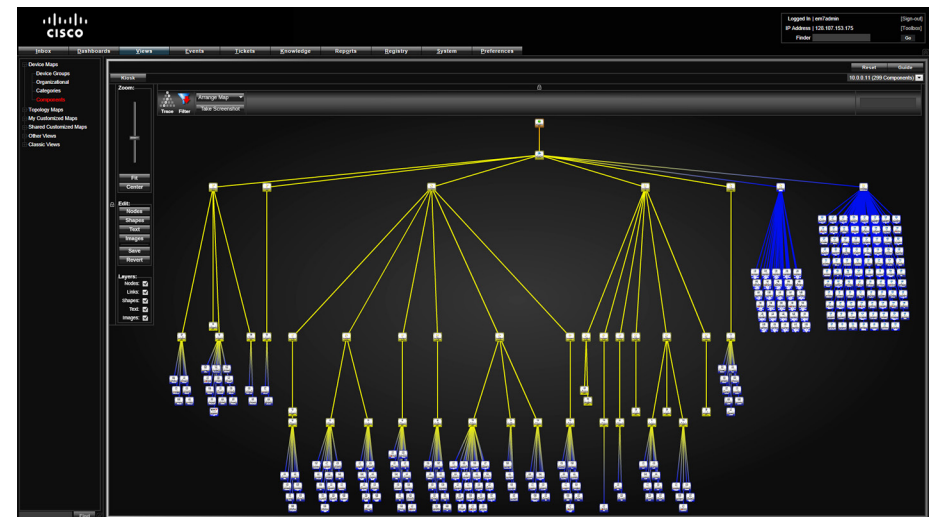 CISCO
Logged In | em7admin [Sign-out]
IP Address | 128.107.153.175 [Toolbox]
Finder Go
Inbox Dashboards Views Events Tickets Knowledge Reports Registry System Preferences
Reset Guide
Kiosk 10.0.0.11 (299 Components)
Device Maps
Device Groups
Organizational
Categories
Components
Topology Maps
My Customized Maps
Shared Customized Maps
Other Views
Classic Views
Zoom:
Fit
Center
Edit:
Nodes
Shapes
Text
Images
Save
Revert
Layers:
Nodes:
Links:
Shapes:
Text:
Images:
Trace
Filter
Arrange Map
Take Screenshot
Find